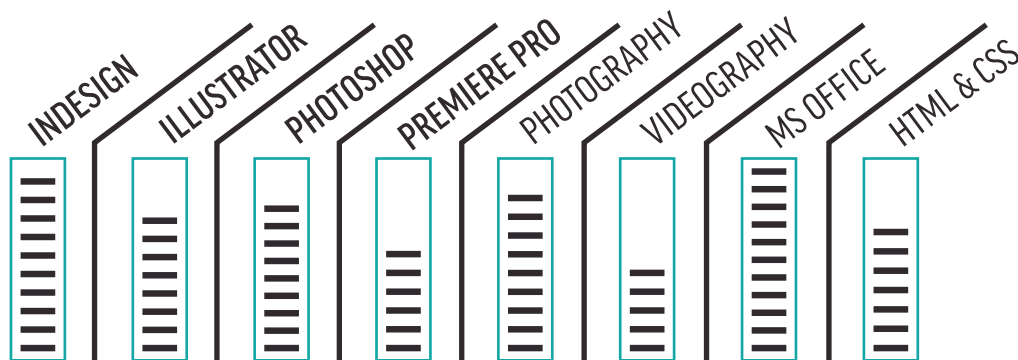 INDESIGN
ILLUSTRATOR
PHOTOSHOP
PREMIERE PRO
PHOTOGRAPHY
VIDEOGRAPHY
MS OFFICE
HTML & CSS